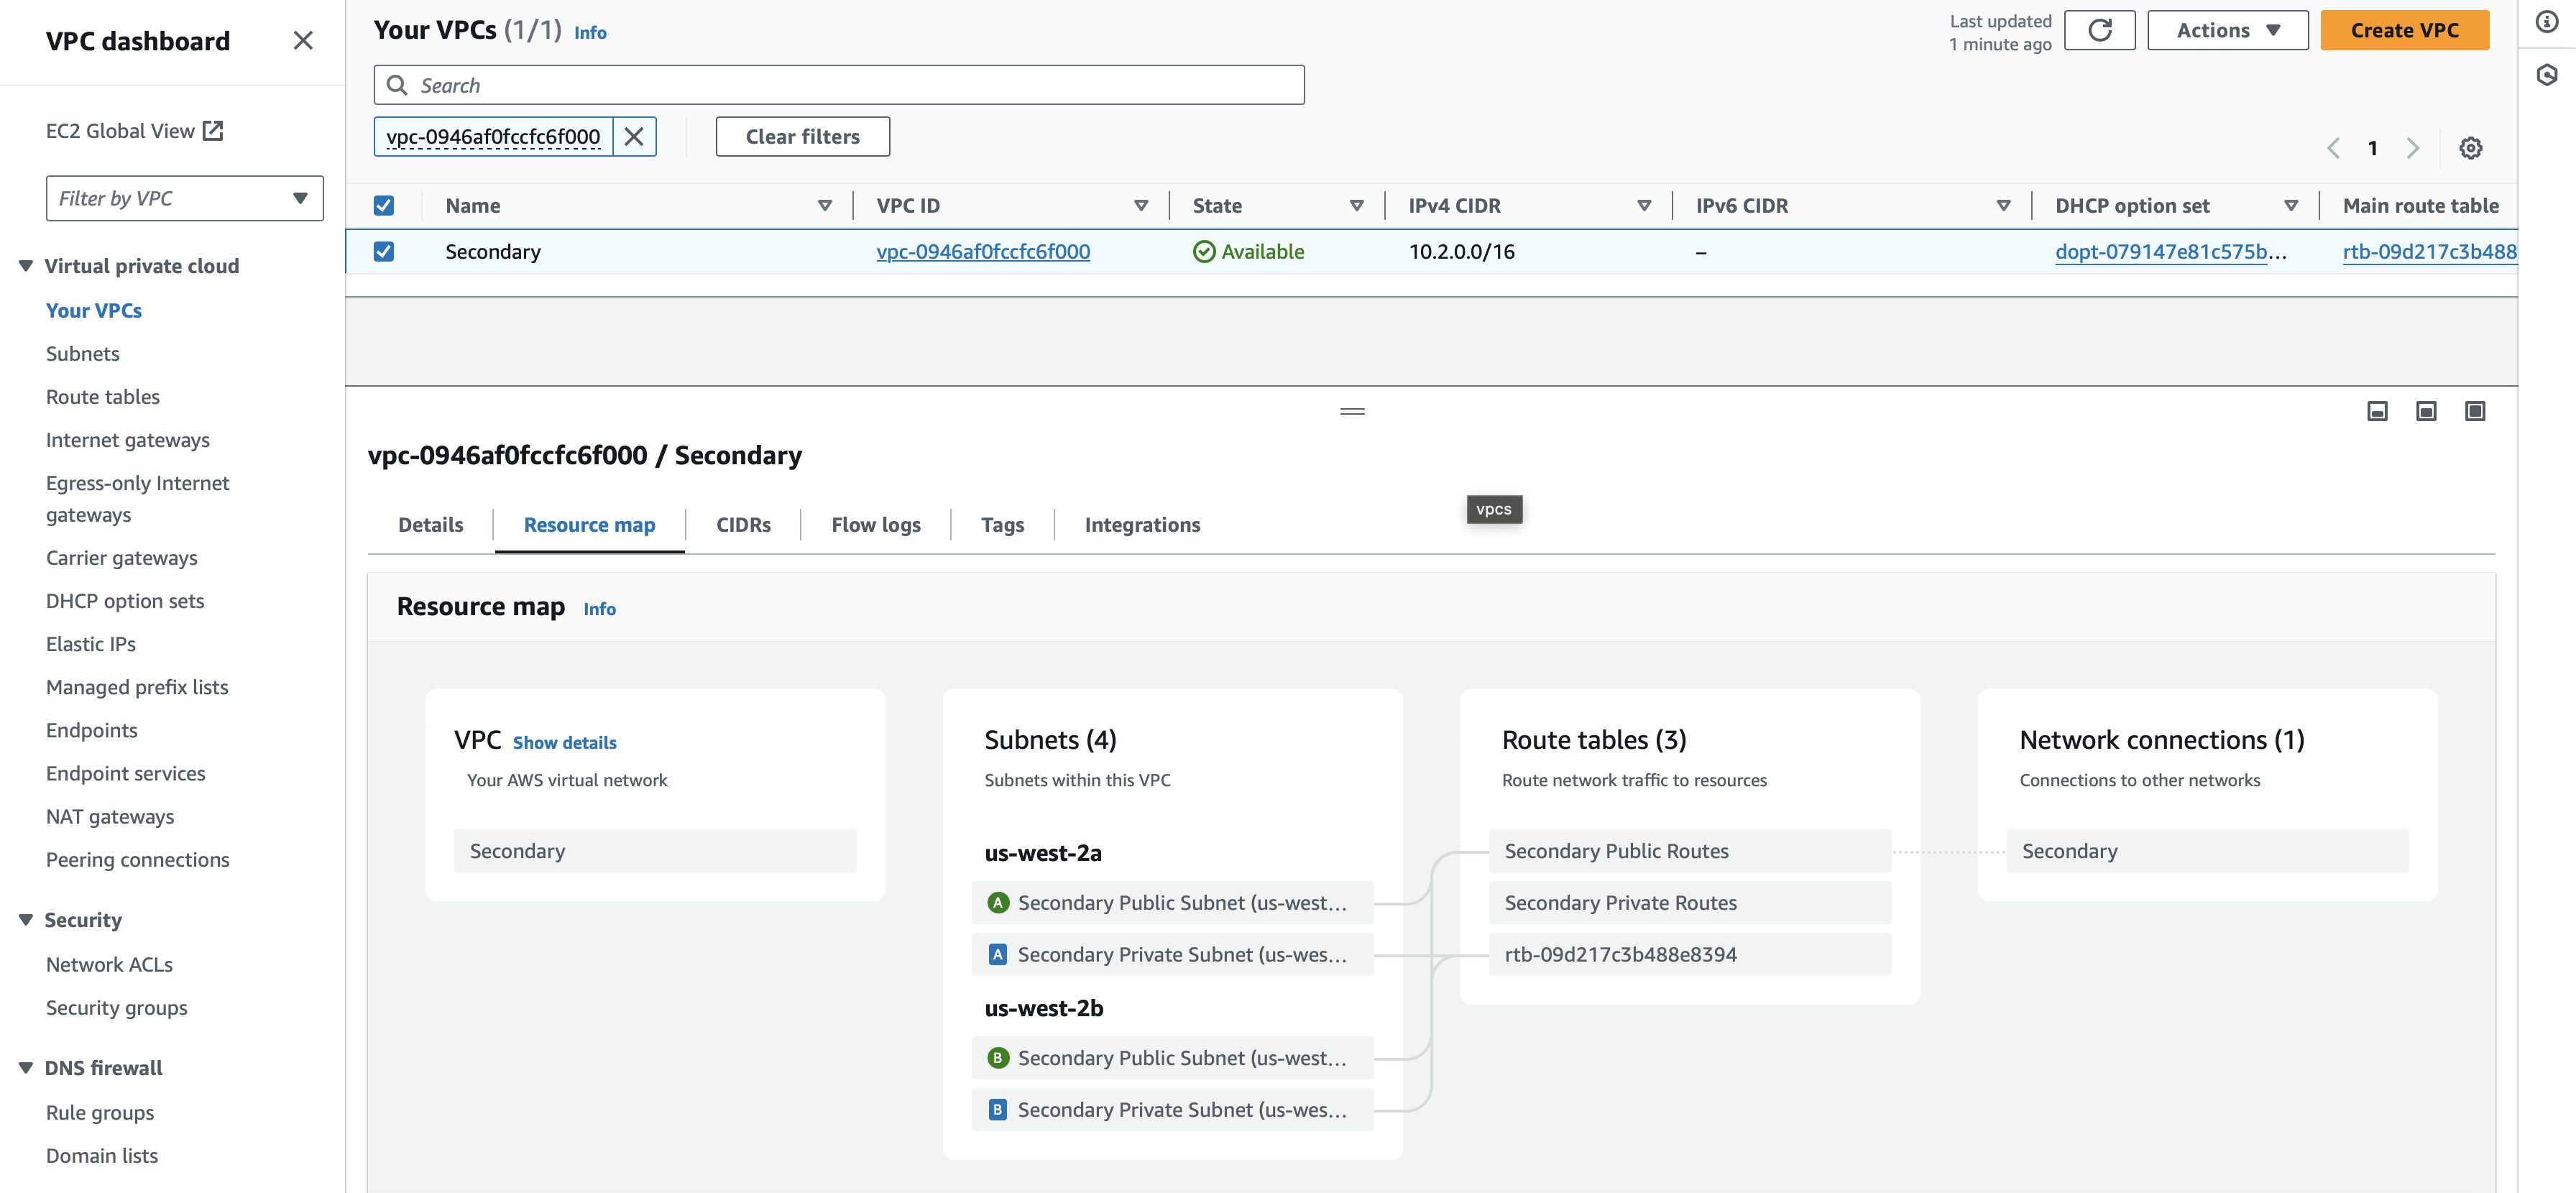 VPC dashboard
EC2 Global View
Filter by VPC
Virtual private cloud
Your VPCs
Subnets
Route tables
Internet gateways
Egress-only Internet
gateways
Carrier gateways
DHCP option sets
Elastic IPs
Managed prefix lists
Endpoints
Endpoint services
NAT gateways
Peering connections
Security
Network ACLs
Security groups
DNS firewall
Rule groups
Domain lists
Your VPCs (1/1) Info
Last updated
1 minute ago
Actions
Create VPC
Search
vpc-0946af0fccfc6f000
Clear filters
1
Name VPC ID State IPv4 CIDR IPv6 CIDR DHCP option set Main route table
Secondary vpc-0946af0fccfc6f000 Available 10.2.0.0/16 – dopt-079147e81c575b... rtb-09d217c3b488
vpc-0946af0fccfc6f000 / Secondary
vpcs
Details Resource map CIDRs Flow logs Tags Integrations
Resource map Info
VPC Show details
Your AWS virtual network
Secondary
Subnets (4)
Subnets within this VPC
us-west-2a
A Secondary Public Subnet (us-west...
A Secondary Private Subnet (us-wes...
us-west-2b
B Secondary Public Subnet (us-west...
B Secondary Private Subnet (us-wes...
Route tables (3)
Route network traffic to resources
Secondary Public Routes
Secondary Private Routes
rtb-09d217c3b488e8394
Network connections (1)
Connections to other networks
Secondary